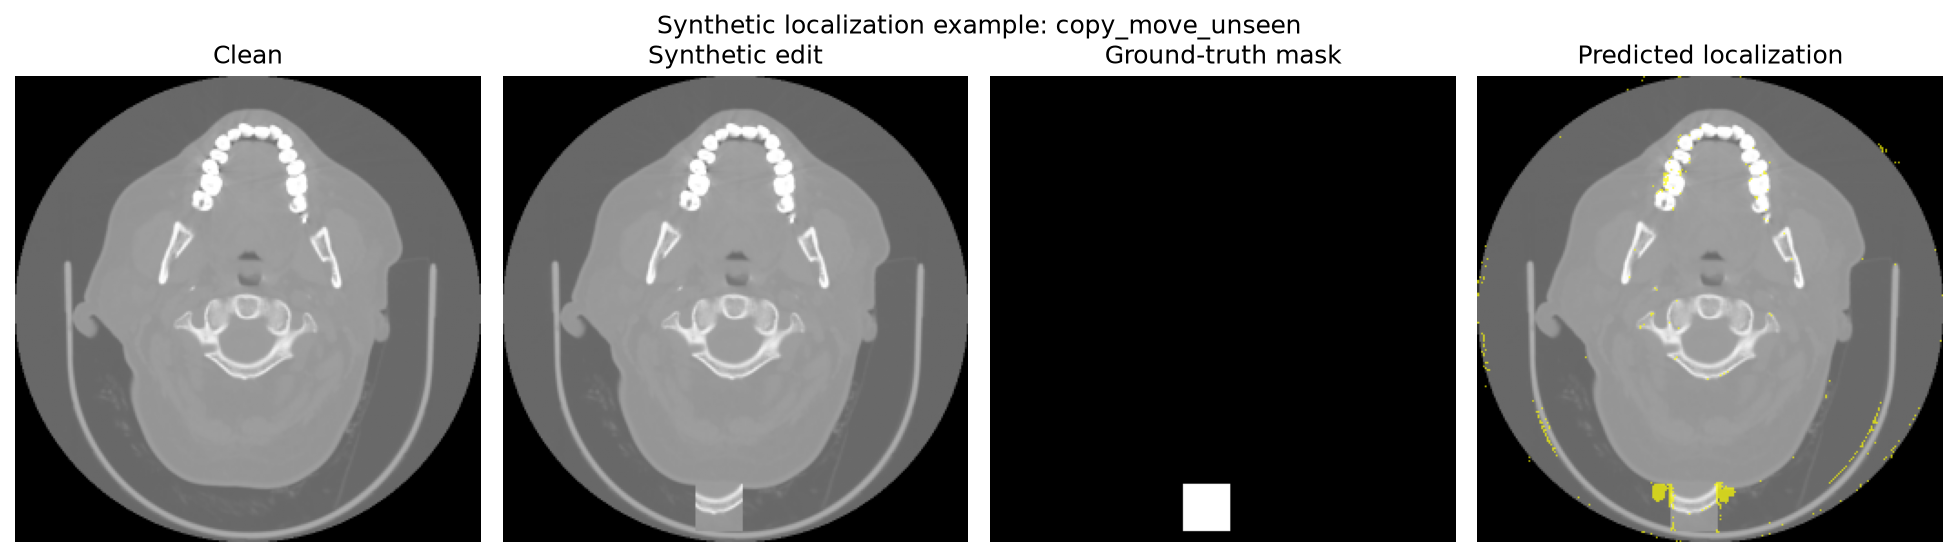 Synthetic localization example: copy_move_unseen
Clean
Synthetic edit
Ground-truth mask
Predicted localization